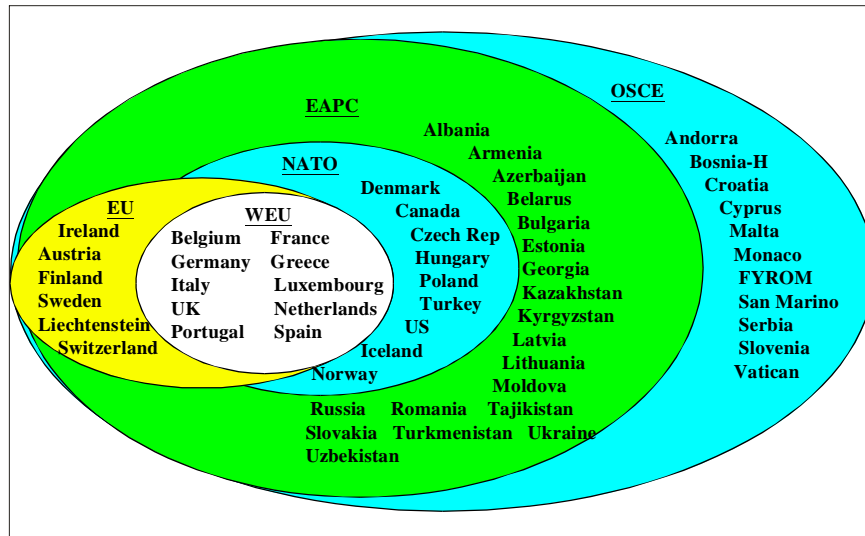 OSCE
Andorra
Bosnia-H
Croatia
Cyprus
Malta
Monaco
FYROM
San Marino
Serbia
Slovenia
Vatican
EAPC
Albania
Armenia
Azerbaijan
Belarus
Bulgaria
Estonia
Georgia
Kazakhstan
Kyrgyzstan
Latvia
Lithuania
Moldova
Russia Romania Tajikistan
Slovakia Turkmenistan Ukraine
Uzbekistan
NATO
Denmark
Canada
Czech Rep
Hungary
Poland
Turkey
US
Iceland
Norway
EU
Ireland
Austria
Finland
Sweden
Liechtenstein
Switzerland
WEU
Belgium France
Germany Greece
Italy Luxembourg
UK Netherlands
Portugal Spain